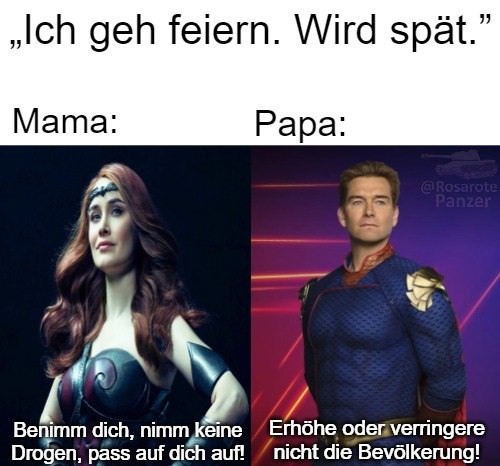 „Ich geh feiern. Wird spät.”
Mama:
Papa:
@Rosarote
Panzer
Benimm dich, nimm keine
Drogen, pass auf dich auf!
Erhöhe oder verringere
nicht die Bevölkerung!